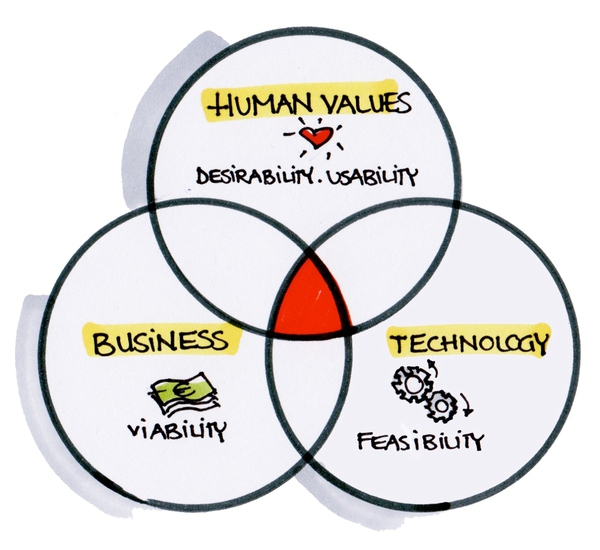 HUMAN VALUES
DESIRABILITY. USABILITY
BUSINESS
TECHNOLOGY
€
VIABILITY
FEASIBILITY